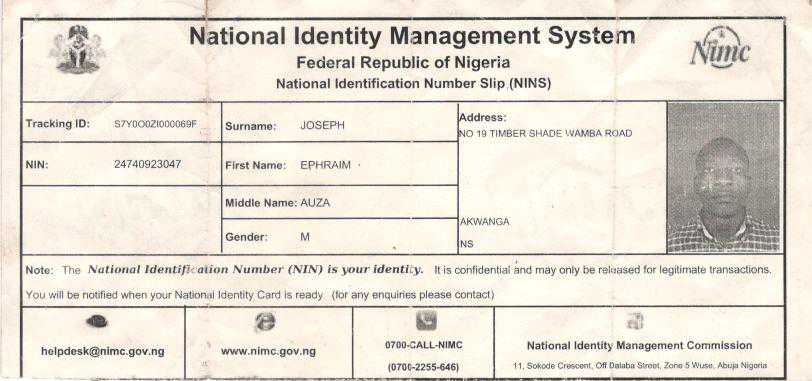 National Identity Management System
Federal Republic of Nigeria
National Identification Number Slip (NINS)
Nimc
Tracking ID: S7Y0O0ZI000069F
Surname: JOSEPH
Address:
NO 19 TIMBER SHADE WAMBA ROAD
NIN: 24740923047
First Name: EPHRAIM
Middle Name: AUZA
AKWANGA
Gender: M
NS
Note: The National Identification Number (NIN) is your identity. It is confidential and may only be released for legitimate transactions.
You will be notified when your National Identity Card is ready (for any enquiries please contact)
helpdesk@nimc.gov.ng
www.nimc.gov.ng
0700-CALL-NIMC
(0700-2255-646)
National Identity Management Commission
11, Sokode Crescent, Off Dalaba Street, Zone 5 Wuse, Abuja Nigeria